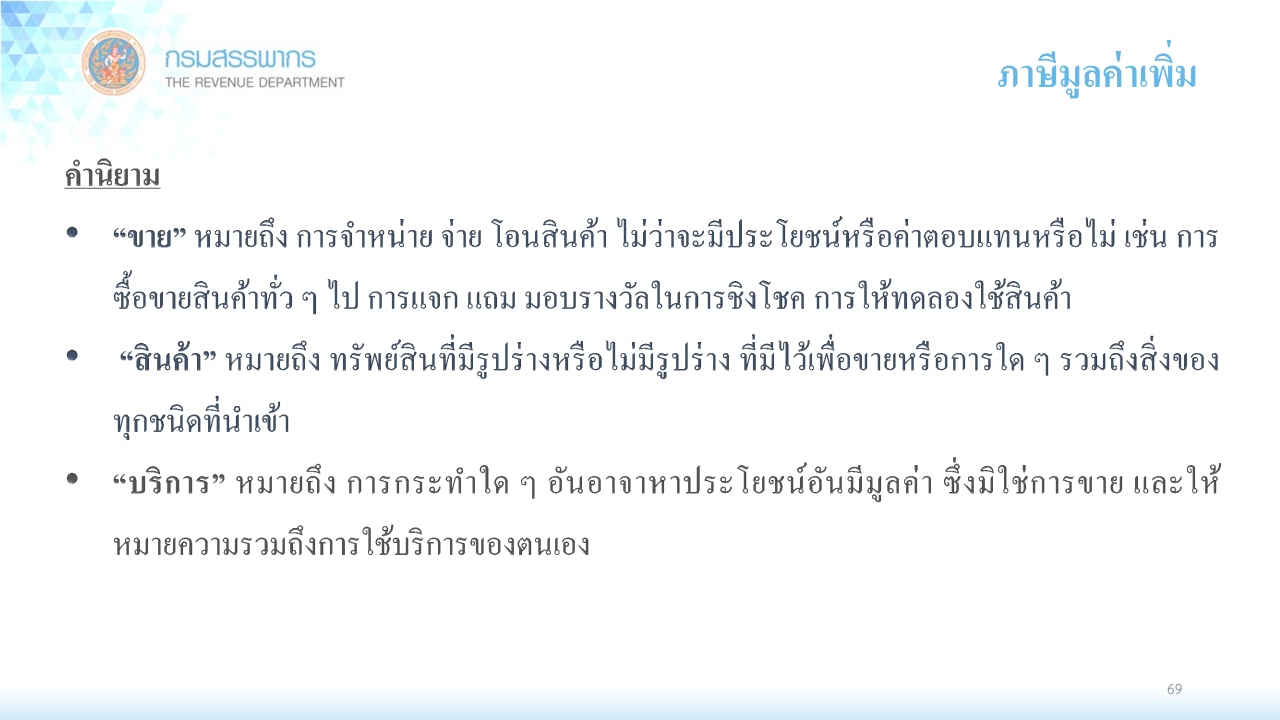 กรมสรรพากร
THE REVENUE DEPARTMENT
ภาษีมูลค่าเพิ่ม
คำนิยาม
• “ขาย” หมายถึง การจำหน่าย จ่าย โอนสินค้า ไม่ว่าจะมีประโยชน์หรือค่าตอบแทนหรือไม่ เช่น การ
ซื้อขายสินค้าทั่ว ๆ ไป การแจก แถม มอบรางวัลในการชิงโชค การให้ทดลองใช้สินค้า
• “สินค้า” หมายถึง ทรัพย์สินที่มีรูปร่างหรือไม่มีรูปร่าง ที่มีไว้เพื่อขายหรือการใด ๆ รวมถึงสิ่งของ
ทุกชนิดที่นำเข้า
• “บริการ” หมายถึง การกระทำใด ๆ อันอาจาหาประโยชน์อันมีมูลค่า ซึ่งมิใช่การขาย และให้
หมายความรวมถึงการใช้บริการของตนเอง
69